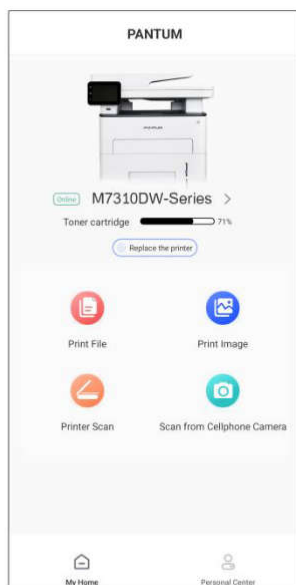 PANTUM
PANTUM
Online M7310DW-Series >
Toner cartridge 71%
Replace the printer
Print File Print Image
Printer Scan Scan from Cellphone Camera
My Home Personal Center